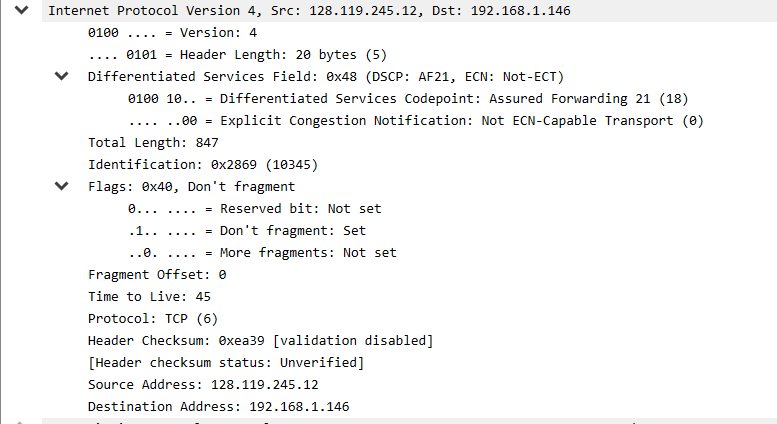 Internet Protocol Version 4, Src: 128.119.245.12, Dst: 192.168.1.146
0100 .... = Version: 4
.... 0101 = Header Length: 20 bytes (5)
Differentiated Services Field: 0x48 (DSCP: AF21, ECN: Not-ECT)
0100 10.. = Differentiated Services Codepoint: Assured Forwarding 21 (18)
.... ..00 = Explicit Congestion Notification: Not ECN-Capable Transport (0)
Total Length: 847
Identification: 0x2869 (10345)
Flags: 0x40, Don't fragment
0... .... = Reserved bit: Not set
.1.. .... = Don't fragment: Set
..0. .... = More fragments: Not set
Fragment Offset: 0
Time to Live: 45
Protocol: TCP (6)
Header Checksum: 0xea39 [validation disabled]
[Header checksum status: Unverified]
Source Address: 128.119.245.12
Destination Address: 192.168.1.146